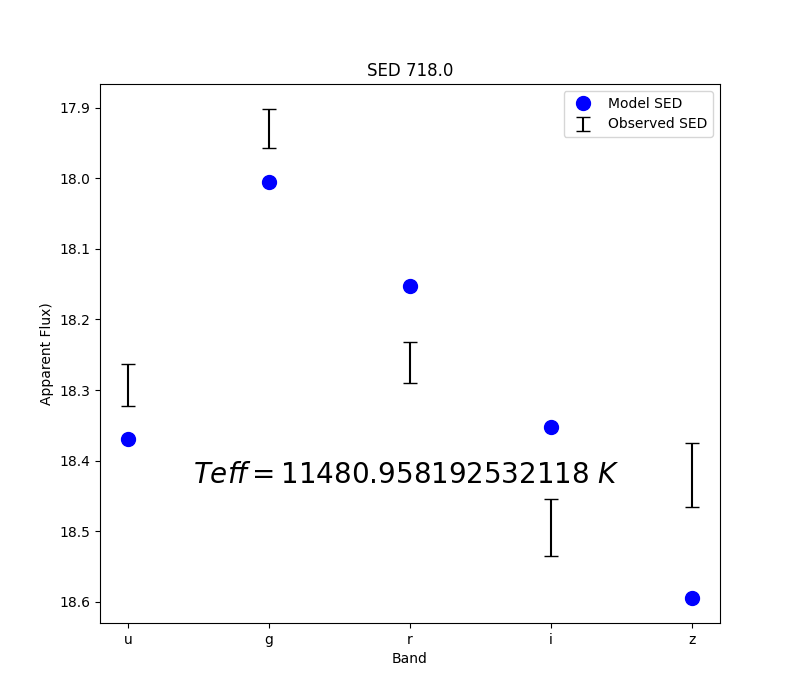 SED 718.0
Model SED
Observed SED
17.9
18.0
18.1
18.2
18.3
18.4
18.5
18.6
Apparent Flux)
Teff = 11480.958192532118 K
u g r i z
Band